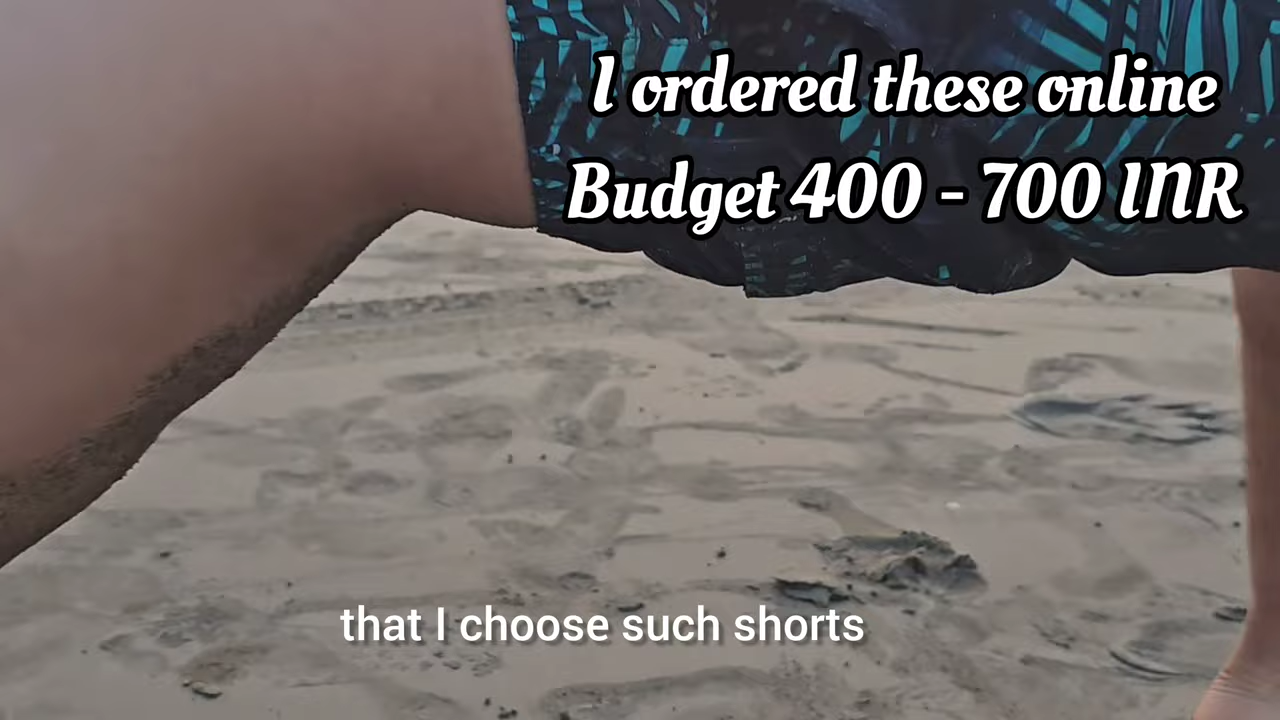 I ordered these online
Budget 400 - 700 INR
that I choose such shorts